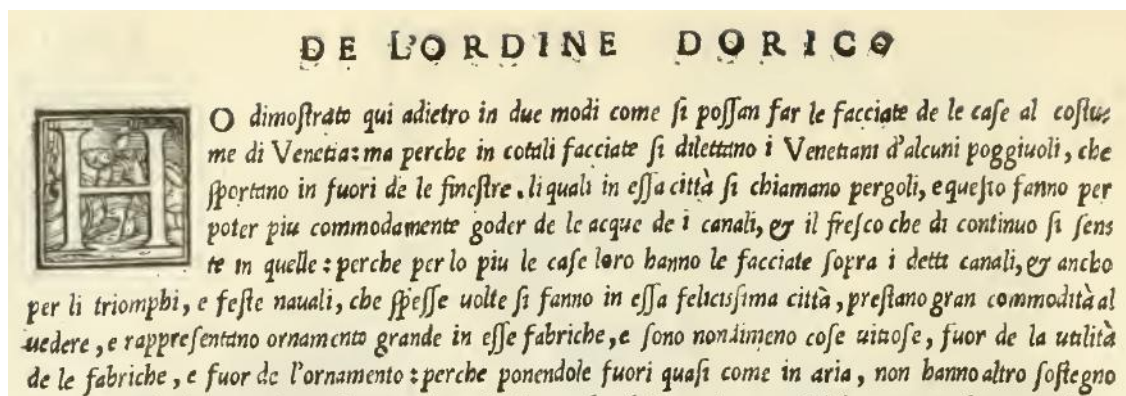 DE L'ORDINE DORICO
HO dimoſtrato qui adietro in due modi come ſi poſſan far le facciate de le caſe al coſtu=
me di Venetia: ma perche in cotali facciate ſi dilettano i Venetiani d'alcuni poggiuoli, che
ſportano in fuori de le fineſtre. li quali in eſſa città ſi chiamano pergoli, e queſto fanno per
poter piu commodamente goder de le acque de i canali, & il freſco che di continuo ſi ſen=
te in quelle: perche per lo piu le caſe loro hanno le facciate ſopra i detti canali, & ancho
per li triomphi, e feſte nauali, che ſpeſſe uolte ſi fanno in eſſa feliciſsima città, preſtano gran commodità al
uedere, e rappreſentano ornamento grande in eſſe fabriche, e ſono nondimeno coſe uitioſe, fuor de la utilità
de le fabriche, e fuor de l'ornamento: perche ponendole fuori quaſi come in aria, non hanno altro ſoſtegno